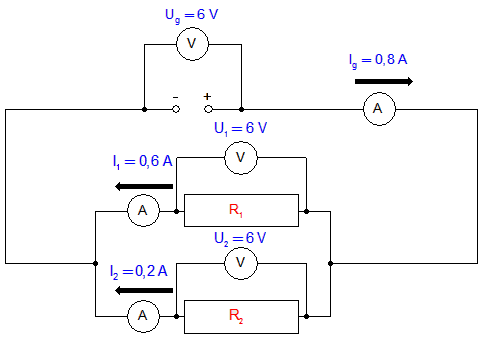 U_g = 6 V
V
I_g = 0,8 A
- +
A
U_1 = 6 V
V
I_1 = 0,6 A
A
R_1
U_2 = 6 V
V
I_2 = 0,2 A
A
R_2